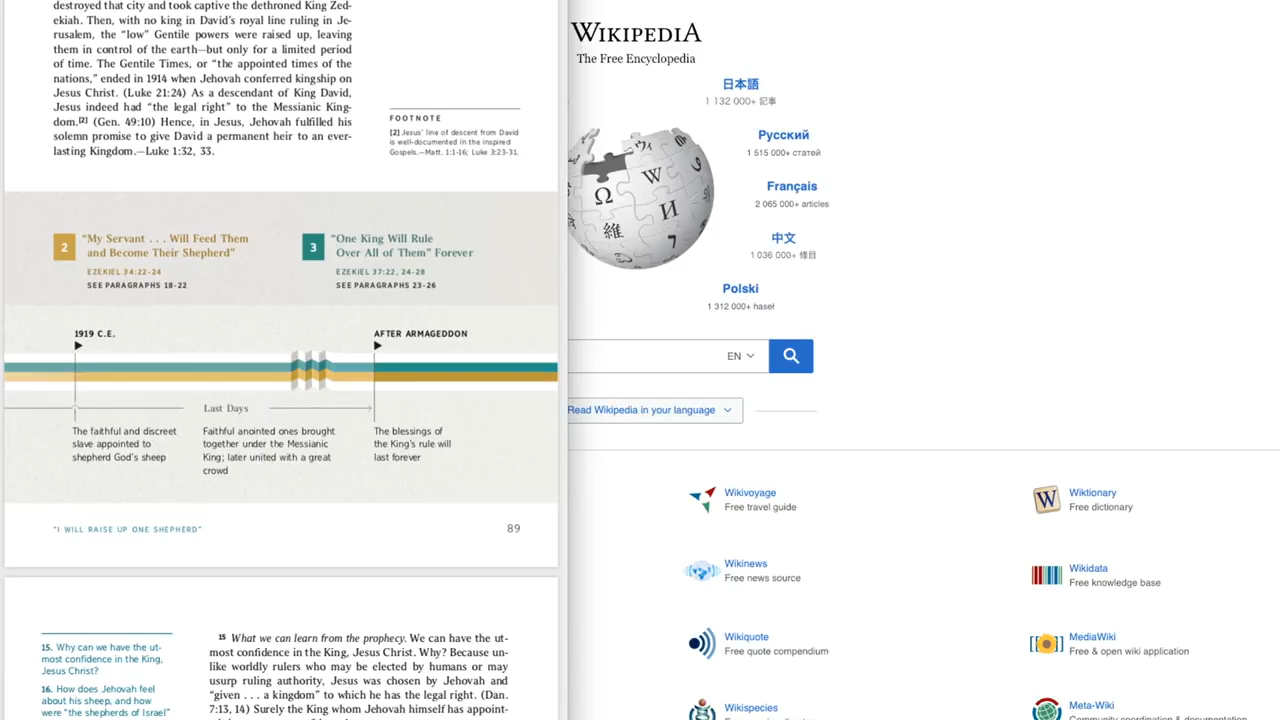 destroyed that city and took captive the dethroned King Zed-
ekiah. Then, with no king in David's royal line ruling in Je-
rusalem, the "low" Gentile powers were raised up, leaving
them in control of the earth—but only for a limited period
of time. The Gentile Times, or "the appointed times of the
nations," ended in 1914 when Jehovah conferred kingship on
Jesus Christ. (Luke 21:24) As a descendant of King David,
Jesus indeed had "the legal right" to the Messianic King-
dom.[2] (Gen. 49:10) Hence, in Jesus, Jehovah fulfilled his
solemn promise to give David a permanent heir to an ever-
lasting Kingdom.—Luke 1:32, 33.
FOOTNOTE
[2] Jesus' line of descent from David
is well-documented in the inspired
Gospels.—Matt. 1:1-16; Luke 3:23-31.
2 "My Servant . . . Will Feed Them
and Become Their Shepherd"
EZEKIEL 34:22-24
SEE PARAGRAPHS 18-22
3 "One King Will Rule
Over All of Them" Forever
EZEKIEL 37:22, 24-28
SEE PARAGRAPHS 23-26
1919 C.E.
AFTER ARMAGEDDON
Last Days
The faithful and discreet
slave appointed to
shepherd God's sheep
Faithful anointed ones brought
together under the Messianic
King; later united with a great
crowd
The blessings of
the King's rule will
last forever
"I WILL RAISE UP ONE SHEPHERD"
89
15. Why can we have the ut-
most confidence in the King,
Jesus Christ?
16. How does Jehovah feel
about his sheep, and how
were "the shepherds of Israel"
15 What we can learn from the prophecy. We can have the ut-
most confidence in the King, Jesus Christ. Why? Because un-
like worldly rulers who may be elected by humans or may
usurp ruling authority, Jesus was chosen by Jehovah and
"given . . . a kingdom" to which he has the legal right. (Dan.
7:13, 14) Surely the King whom Jehovah himself has appoint-
WIKIPEDIA
The Free Encyclopedia
日本語
1 132 000+ 記事
Русский
1 515 000+ статей
Français
2 065 000+ articles
中文
1 036 000+ 條目
Polski
1 312 000+ haseł
Ω
W
И
維
ウィ
7
EN
Read Wikipedia in your language
Wikivoyage
Free travel guide
W
Wiktionary
Free dictionary
Wikinews
Free news source
Wikidata
Free knowledge base
Wikiquote
Free quote compendium
MediaWiki
Free & open wiki application
Wikispecies
Meta-Wiki
Community coordination & documentation